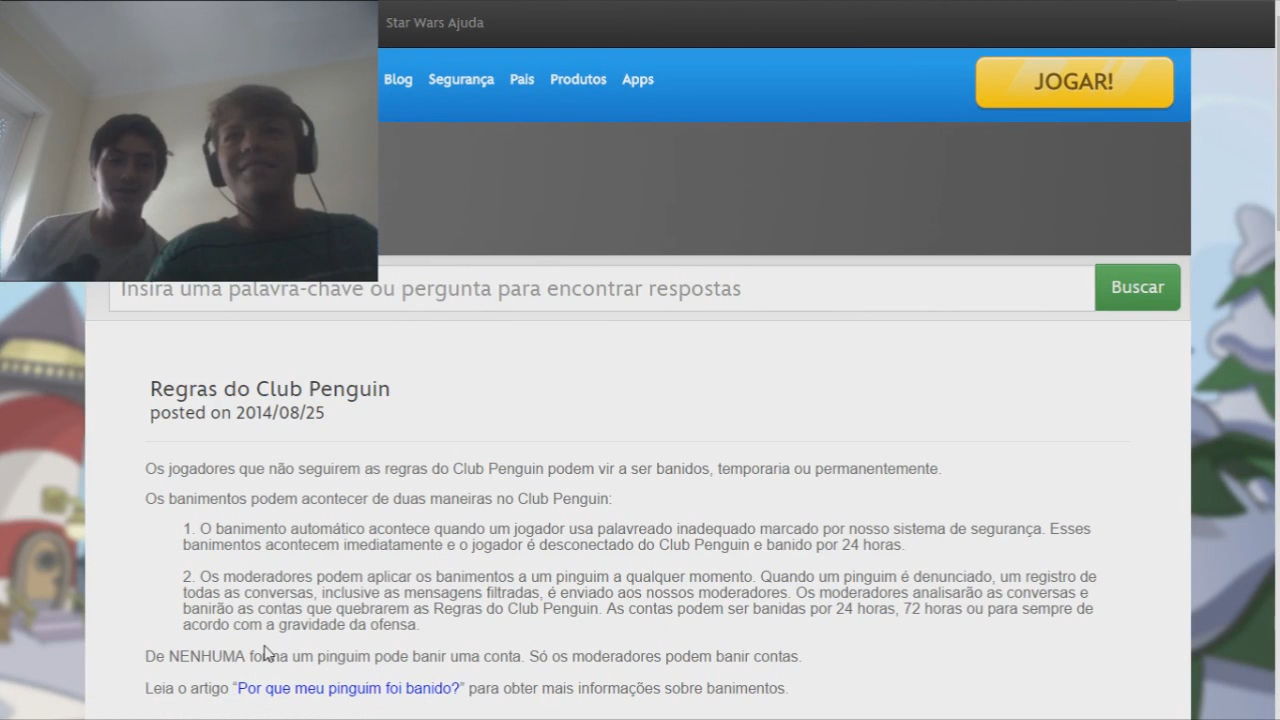 Star Wars Ajuda
Blog Segurança Pais Produtos Apps
JOGAR!
Insira uma palavra-chave ou pergunta para encontrar respostas
Buscar
Regras do Club Penguin
posted on 2014/08/25
Os jogadores que não seguirem as regras do Club Penguin podem vir a ser banidos, temporaria ou permanentemente.
Os banimentos podem acontecer de duas maneiras no Club Penguin:
1. O banimento automático acontece quando um jogador usa palavreado inadequado marcado por nosso sistema de segurança. Esses
banimentos acontecem imediatamente e o jogador é desconectado do Club Penguin e banido por 24 horas.
2. Os moderadores podem aplicar os banimentos a um pinguim a qualquer momento. Quando um pinguim é denunciado, um registro de
todas as conversas, inclusive as mensagens filtradas, é enviado aos nossos moderadores. Os moderadores analisarão as conversas e
banirão as contas que quebrarem as Regras do Club Penguin. As contas podem ser banidas por 24 horas, 72 horas ou para sempre de
acordo com a gravidade da ofensa.
De NENHUMA forma um pinguim pode banir uma conta. Só os moderadores podem banir contas.
Leia o artigo “Por que meu pinguim foi banido?” para obter mais informações sobre banimentos.